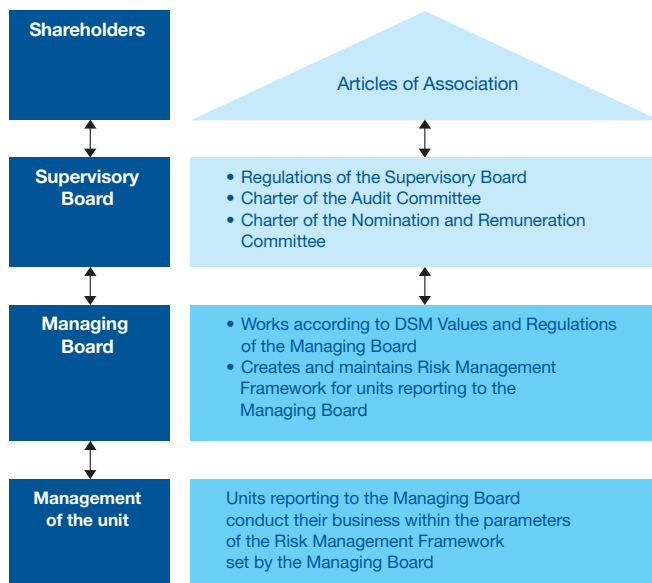 Shareholders
Articles of Association
Supervisory
Board
• Regulations of the Supervisory Board
• Charter of the Audit Committee
• Charter of the Nomination and Remuneration
Committee
Managing
Board
• Works according to DSM Values and Regulations
of the Managing Board
• Creates and maintains Risk Management
Framework for units reporting to the
Managing Board
Management
of the unit
Units reporting to the Managing Board
conduct their business within the parameters
of the Risk Management Framework
set by the Managing Board